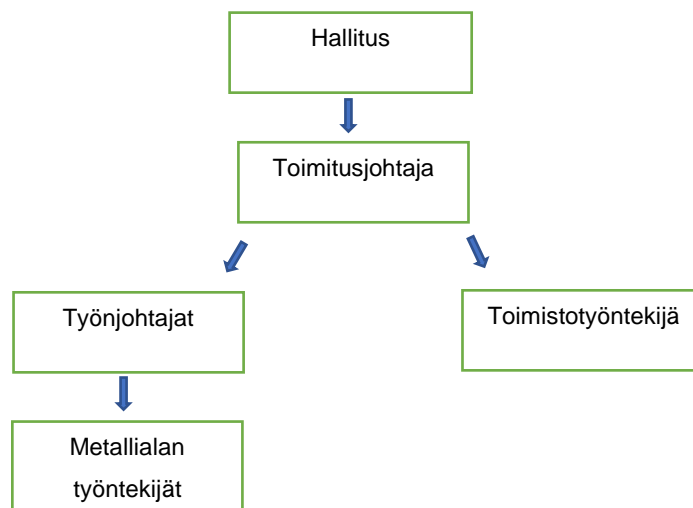 Hallitus
Toimitusjohtaja
Työnjohtajat
Toimistotyöntekijä
Metallialan
työntekijät